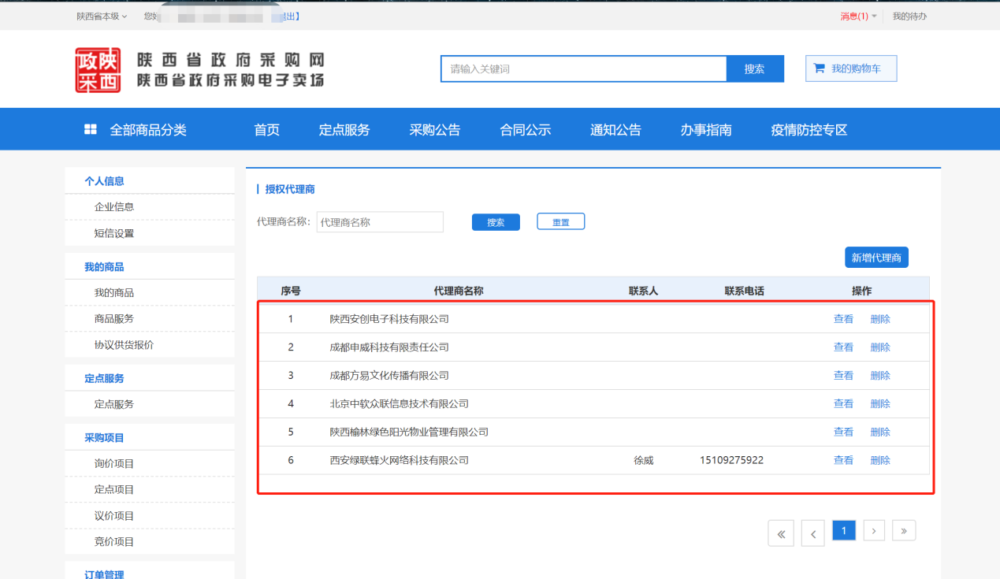 陕西省本级 您好 退出】 消息(1) 我的待办
政陕
采西
陕西省政府采购网
陕西省政府采购电子卖场
请输入关键词 搜索 我的购物车
全部商品分类 首页 定点服务 采购公告 合同公示 通知公告 办事指南 疫情防控专区
个人信息
企业信息
短信设置
我的商品
我的商品
商品服务
协议供货报价
定点服务
定点服务
采购项目
询价项目
定点项目
议价项目
竞价项目
订单管理
授权代理商
代理商名称: 代理商名称 搜索 重置
新增代理商
序号 代理商名称 联系人 联系电话 操作
1 陕西安创电子科技有限公司 查看 删除
2 成都申威科技有限责任公司 查看 删除
3 成都方易文化传播有限公司 查看 删除
4 北京中软众联信息技术有限公司 查看 删除
5 陕西榆林绿色阳光物业管理有限公司 查看 删除
6 西安绿联蜂火网络科技有限公司 徐威 15109275922 查看 删除
« ‹ 1 › »